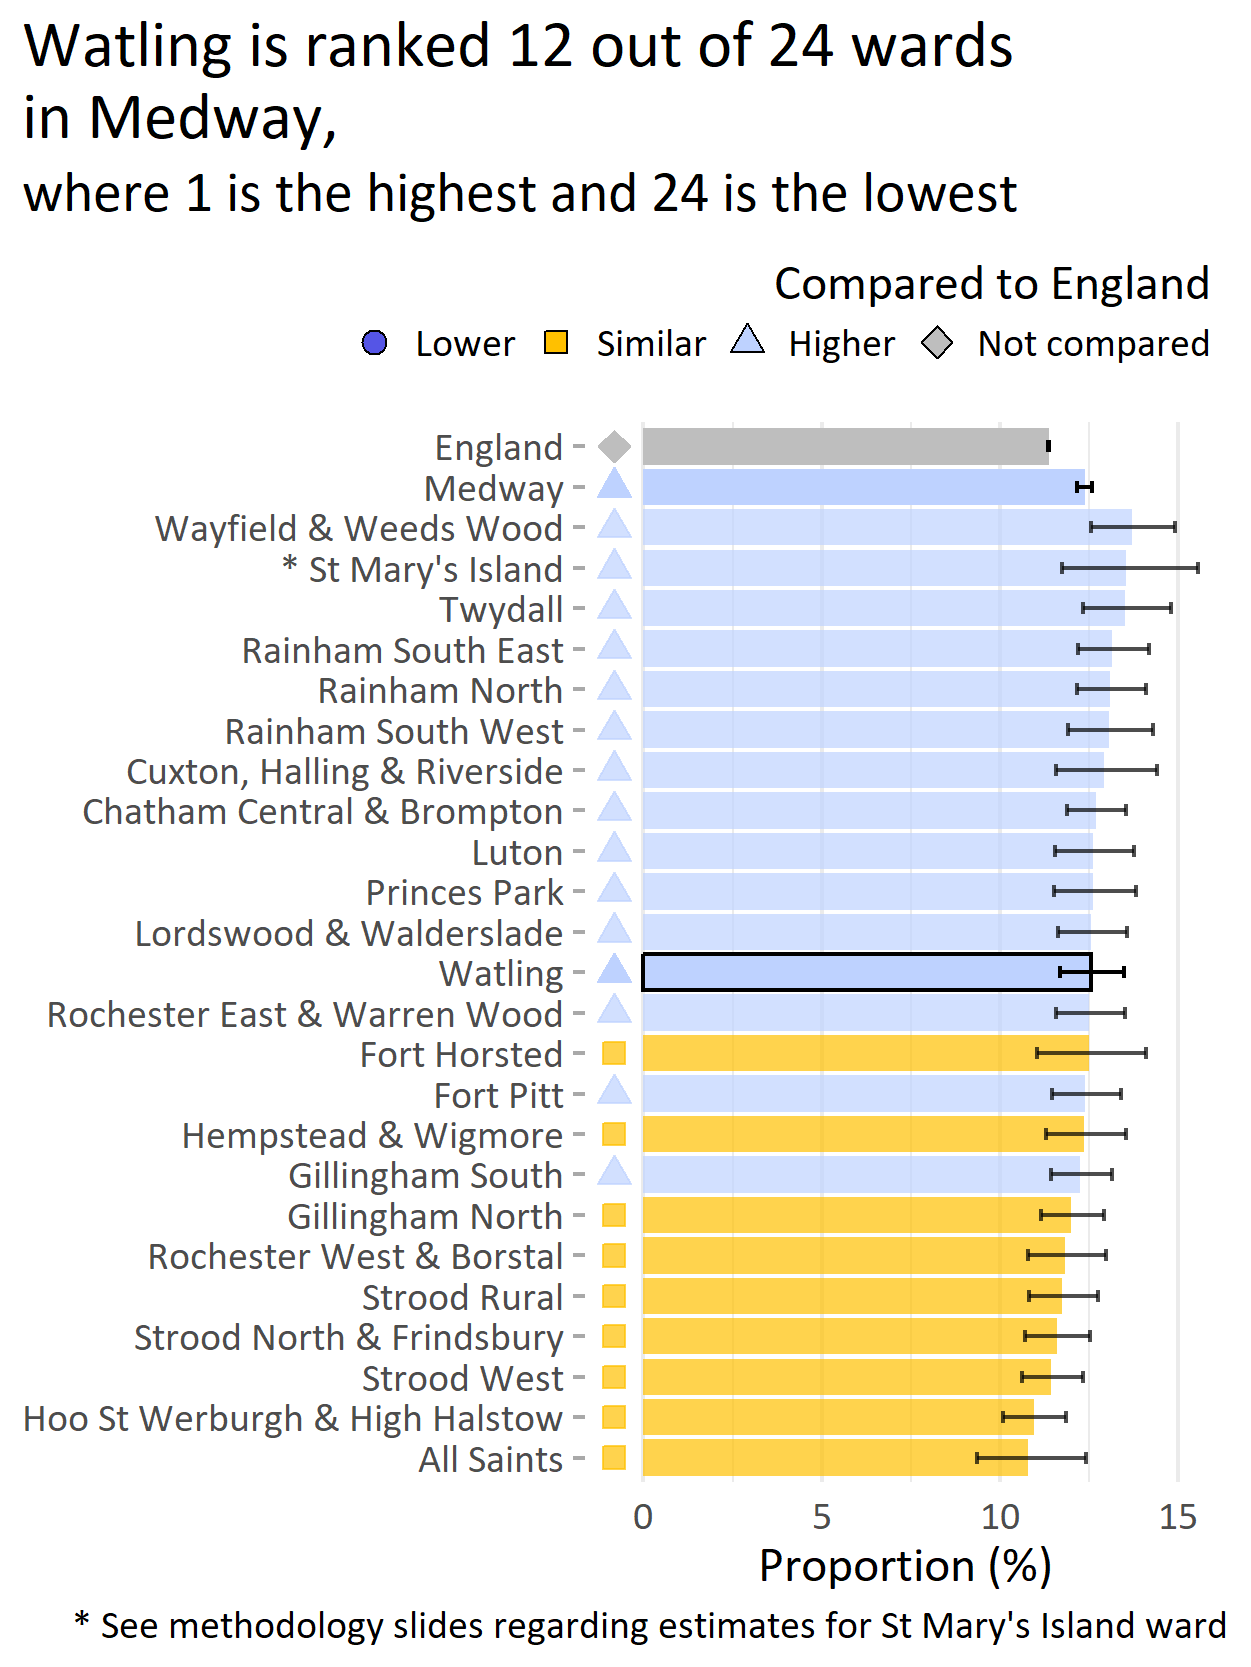 Watling is ranked 12 out of 24 wards
in Medway,
where 1 is the highest and 24 is the lowest
Compared to England
Lower Similar Higher Not compared
England
Medway
Wayfield & Weeds Wood
* St Mary's Island
Twydall
Rainham South East
Rainham North
Rainham South West
Cuxton, Halling & Riverside
Chatham Central & Brompton
Luton
Princes Park
Lordswood & Walderslade
Watling
Rochester East & Warren Wood
Fort Horsted
Fort Pitt
Hempstead & Wigmore
Gillingham South
Gillingham North
Rochester West & Borstal
Strood Rural
Strood North & Frindsbury
Strood West
Hoo St Werburgh & High Halstow
All Saints
0 5 10 15
Proportion (%)
* See methodology slides regarding estimates for St Mary's Island ward